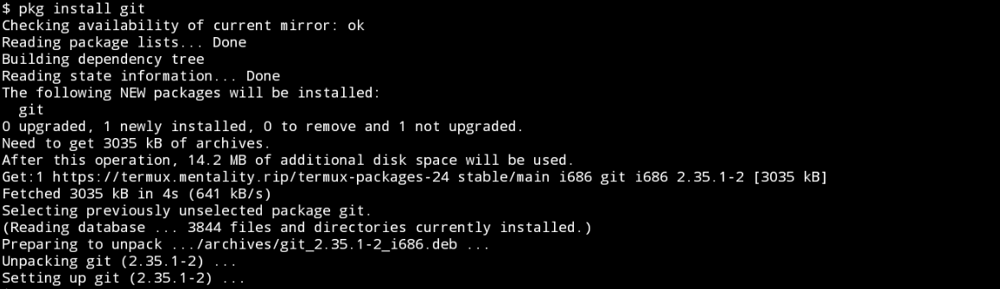 $ pkg install git
Checking availability of current mirror: ok
Reading package lists... Done
Building dependency tree
Reading state information... Done
The following NEW packages will be installed:
  git
0 upgraded, 1 newly installed, 0 to remove and 1 not upgraded.
Need to get 3035 kB of archives.
After this operation, 14.2 MB of additional disk space will be used.
Get:1 https://termux.mentality.rip/termux-packages-24 stable/main i686 git i686 2.35.1-2 [3035 kB]
Fetched 3035 kB in 4s (641 kB/s)
Selecting previously unselected package git.
(Reading database ... 3844 files and directories currently installed.)
Preparing to unpack .../archives/git_2.35.1-2_i686.deb ...
Unpacking git (2.35.1-2) ...
Setting up git (2.35.1-2) ...